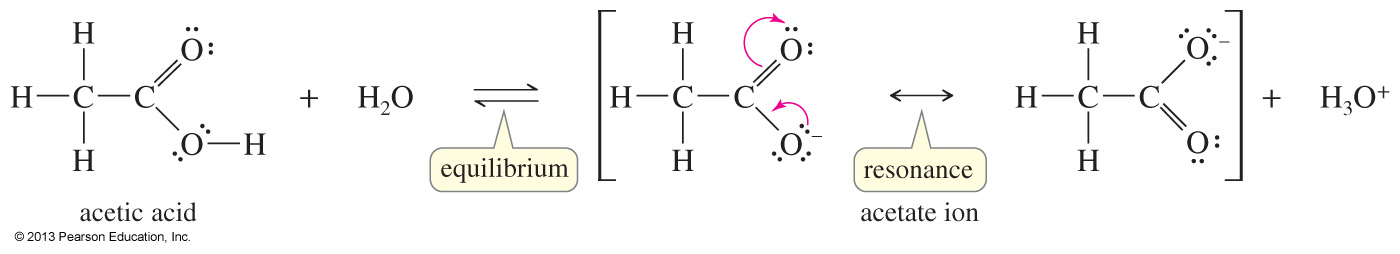 H H H
O: O: O:−
H—C—C + H₂O H—C—C H—C—C + H₃O⁺
O—H O:− O:
H H H
equilibrium resonance
acetic acid acetate ion
© 2013 Pearson Education, Inc.